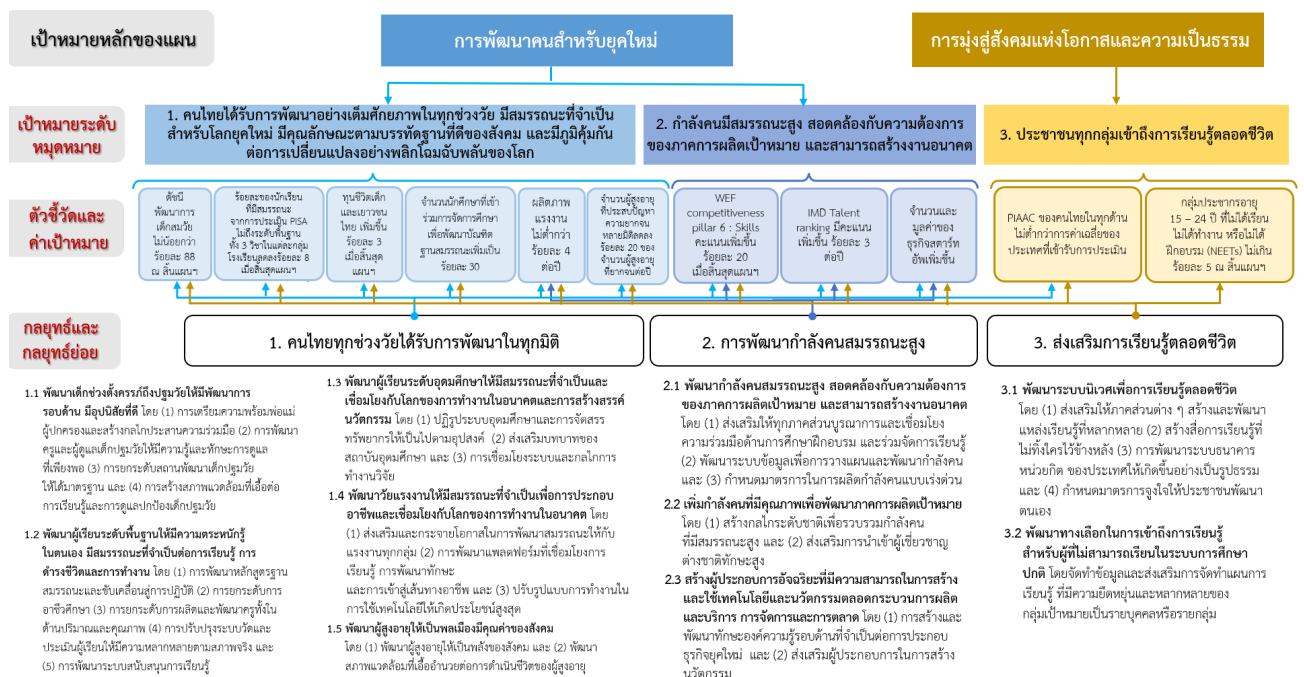 เป้าหมายหลักของแผน
การพัฒนาคนสำหรับยุคใหม่
การมุ่งสู่สังคมแห่งโอกาสและความเป็นธรรม
เป้าหมายระดับ
หมุดหมาย
1. คนไทยได้รับการพัฒนาอย่างเต็มศักยภาพในทุกช่วงวัย มีสมรรถนะที่จำเป็น
สำหรับโลกยุคใหม่ มีคุณลักษณะตามบรรทัดฐานที่ดีของสังคม และมีภูมิคุ้มกัน
ต่อการเปลี่ยนแปลงอย่างพลิกโฉมฉับพลันของโลก
2. กำลังคนมีสมรรถนะสูง สอดคล้องกับความต้องการ
ของภาคการผลิตเป้าหมาย และสามารถสร้างงานอนาคต
3. ประชาชนทุกกลุ่มเข้าถึงการเรียนรู้ตลอดชีวิต
ตัวชี้วัดและ
ค่าเป้าหมาย
ดัชนี
พัฒนาการ
เด็กสมวัย
ไม่น้อยกว่า
ร้อยละ 88
ณ สิ้นแผนฯ
ร้อยละของนักเรียน
ที่มีสมรรถนะ
จากการประเมิน PISA
ไม่ถึงระดับพื้นฐาน
ทั้ง 3 วิชาในแต่ละกลุ่ม
โรงเรียนลดลงร้อยละ 8
เมื่อสิ้นสุดแผนฯ
ทุนชีวิตเด็ก
และเยาวชน
ไทย เพิ่มขึ้น
ร้อยละ 3
เมื่อสิ้นสุด
แผนฯ
จำนวนนักศึกษาที่เข้า
ร่วมการจัดการศึกษา
เพื่อพัฒนาบัณฑิต
ฐานสมรรถนะเพิ่มเป็น
ร้อยละ 30
ผลิตภาพ
แรงงาน
ไม่ต่ำกว่า
ร้อยละ 4
ต่อปี
จำนวนผู้สูงอายุ
ที่ประสบปัญหา
ความยากจน
หลายมิติลดลง
ร้อยละ 20 ของ
จำนวนผู้สูงอายุ
ที่ยากจนต่อปี
WEF
competitiveness
pillar 6 : Skills
คะแนนเพิ่มขึ้น
ร้อยละ 20
เมื่อสิ้นสุดแผนฯ
IMD Talent
ranking มีคะแนน
เพิ่มขึ้น ร้อยละ 3
ต่อปี
จำนวนและ
มูลค่าของ
ธุรกิจสตาร์ท
อัพเพิ่มขึ้น
PIAAC ของคนไทยในทุกด้าน
ไม่ต่ำกว่าการค่าเฉลี่ยของ
ประเทศที่เข้ารับการประเมิน
กลุ่มประชากรอายุ
15 – 24 ปี ที่ไม่ได้เรียน
ไม่ได้ทำงาน หรือไม่ได้
ฝึกอบรม (NEETs) ไม่เกิน
ร้อยละ 5 ณ สิ้นแผนฯ
กลยุทธ์และ
กลยุทธ์ย่อย
1. คนไทยทุกช่วงวัยได้รับการพัฒนาในทุกมิติ
2. การพัฒนากำลังคนสมรรถนะสูง
3. ส่งเสริมการเรียนรู้ตลอดชีวิต
1.1 พัฒนาเด็กช่วงตั้งครรภ์ถึงปฐมวัยให้มีพัฒนาการ
รอบด้าน มีอุปนิสัยที่ดี โดย (1) การเตรียมความพร้อมพ่อแม่
ผู้ปกครองและสร้างกลไกประสานความร่วมมือ (2) การพัฒนา
ครูและผู้ดูแลเด็กปฐมวัยให้มีความรู้และทักษะการดูแล
ที่เพียงพอ (3) การยกระดับสถานพัฒนาเด็กปฐมวัย
ให้ได้มาตรฐาน และ (4) การสร้างสภาพแวดล้อมที่เอื้อต่อ
การเรียนรู้และการดูแลปกป้องเด็กปฐมวัย
1.2 พัฒนาผู้เรียนระดับพื้นฐานให้มีความตระหนักรู้
ในตนเอง มีสมรรรถนะที่จำเป็นต่อการเรียนรู้ การ
ดำรงชีวิตและการทำงาน โดย (1) การพัฒนาหลักสูตรฐาน
สมรรถนะและขับเคลื่อนสู่การปฏิบัติ (2) การยกระดับการ
อาชีวศึกษา (3) การยกระดับการผลิตและพัฒนาครูทั้งใน
ด้านปริมาณและคุณภาพ (4) การปรับปรุงระบบวัดและ
ประเมินผู้เรียนให้มีความหลากหลายตามสภาพจริง และ
(5) การพัฒนาระบบสนับสนุนการเรียนรู้
1.3 พัฒนาผู้เรียนระดับอุดมศึกษาให้มีสมรรถนะที่จำเป็นและ
เชื่อมโยงกับโลกของการทำงานในอนาคตและการสร้างสรรค์
นวัตกรรม โดย (1) ปฏิรูประบบอุดมศึกษาและการจัดสรร
ทรัพยากรให้เป็นไปตามอุปสงค์ (2) ส่งเสริมบทบาทของ
สถาบันอุดมศึกษา และ (3) การเชื่อมโยงระบบและกลไกการ
ทำงานวิจัย
1.4 พัฒนาวัยแรงงานให้มีสมรรถนะที่จำเป็นเพื่อการประกอบ
อาชีพและเชื่อมโยงกับโลกของการทำงานในอนาคต โดย
(1) ส่งเสริมและกระจายโอกาสในการพัฒนาสมรรถนะให้กับ
แรงงานทุกกลุ่ม (2) การพัฒนาแพลตฟอร์มที่เชื่อมโยงการ
เรียนรู้ การพัฒนาทักษะ
และการเข้าสู่เส้นทางอาชีพ และ (3) ปรับรูปแบบการทำงานใน
การใช้เทคโนโลยีให้เกิดประโยชน์สูงสุด
1.5 พัฒนาผู้สูงอายุให้เป็นพลเมืองมีคุณค่าของสังคม
โดย (1) พัฒนาผู้สูงอายุให้เป็นพลังของสังคม และ (2) พัฒนา
สภาพแวดล้อมที่เอื้ออำนวยต่อการดำเนินชีวิตของผู้สูงอายุ
2.1 พัฒนากำลังคนสมรรถนะสูง สอดคล้องกับความต้องการ
ของภาคการผลิตเป้าหมาย และสามารถสร้างงานอนาคต
โดย (1) ส่งเสริมให้ทุกภาคส่วนบูรณาการและเชื่อมโยง
ความร่วมมือด้านการศึกษาฝึกอบรม และร่วมจัดการเรียนรู้
(2) พัฒนาระบบข้อมูลเพื่อการวางแผนและพัฒนากำลังคน
และ (3) กำหนดมาตรการในการผลิตกำลังคนแบบเร่งด่วน
2.2 เพิ่มกำลังคนที่มีคุณภาพเพื่อพัฒนาภาคการผลิตเป้าหมาย
โดย (1) สร้างกลไกระดับชาติเพื่อรวบรวมกำลังคน
ที่มีสมรรถนะสูง และ (2) ส่งเสริมการนำเข้าผู้เชี่ยวชาญ
ต่างชาติทักษะสูง
2.3 สร้างผู้ประกอบการอัจฉริยะที่มีความสามารถในการสร้าง
และใช้เทคโนโลยีและนวัตกรรมตลอดกระบวนการผลิต
และบริการ การจัดการและการตลาด โดย (1) การสร้างและ
พัฒนาทักษะองค์ความรู้รอบด้านที่จำเป็นต่อการประกอบ
ธุรกิจยุคใหม่ และ (2) ส่งเสริมผู้ประกอบการในการสร้าง
นวัตกรรม
3.1 พัฒนาระบบนิเวศเพื่อการเรียนรู้ตลอดชีวิต
โดย (1) ส่งเสริมให้ภาคส่วนต่าง ๆ สร้างและพัฒนา
แหล่งเรียนรู้ที่หลากหลาย (2) สร้างสื่อการเรียนรู้ที่
ไม่ทิ้งใครไว้ข้างหลัง (3) การพัฒนาระบบธนาคาร
หน่วยกิต ของประเทศให้เกิดขึ้นอย่างเป็นรูปธรรม
และ (4) กำหนดมาตรการจูงใจให้ประชาชนพัฒนา
ตนเอง
3.2 พัฒนาทางเลือกในการเข้าถึงการเรียนรู้
สำหรับผู้ที่ไม่สามารถเรียนในระบบการศึกษา
ปกติ โดยจัดทำข้อมูลและส่งเสริมการจัดทำแผนการ
เรียนรู้ ที่มีความยืดหยุ่นและหลากหลายของ
กลุ่มเป้าหมายเป็นรายบุคคลหรือรายกลุ่ม